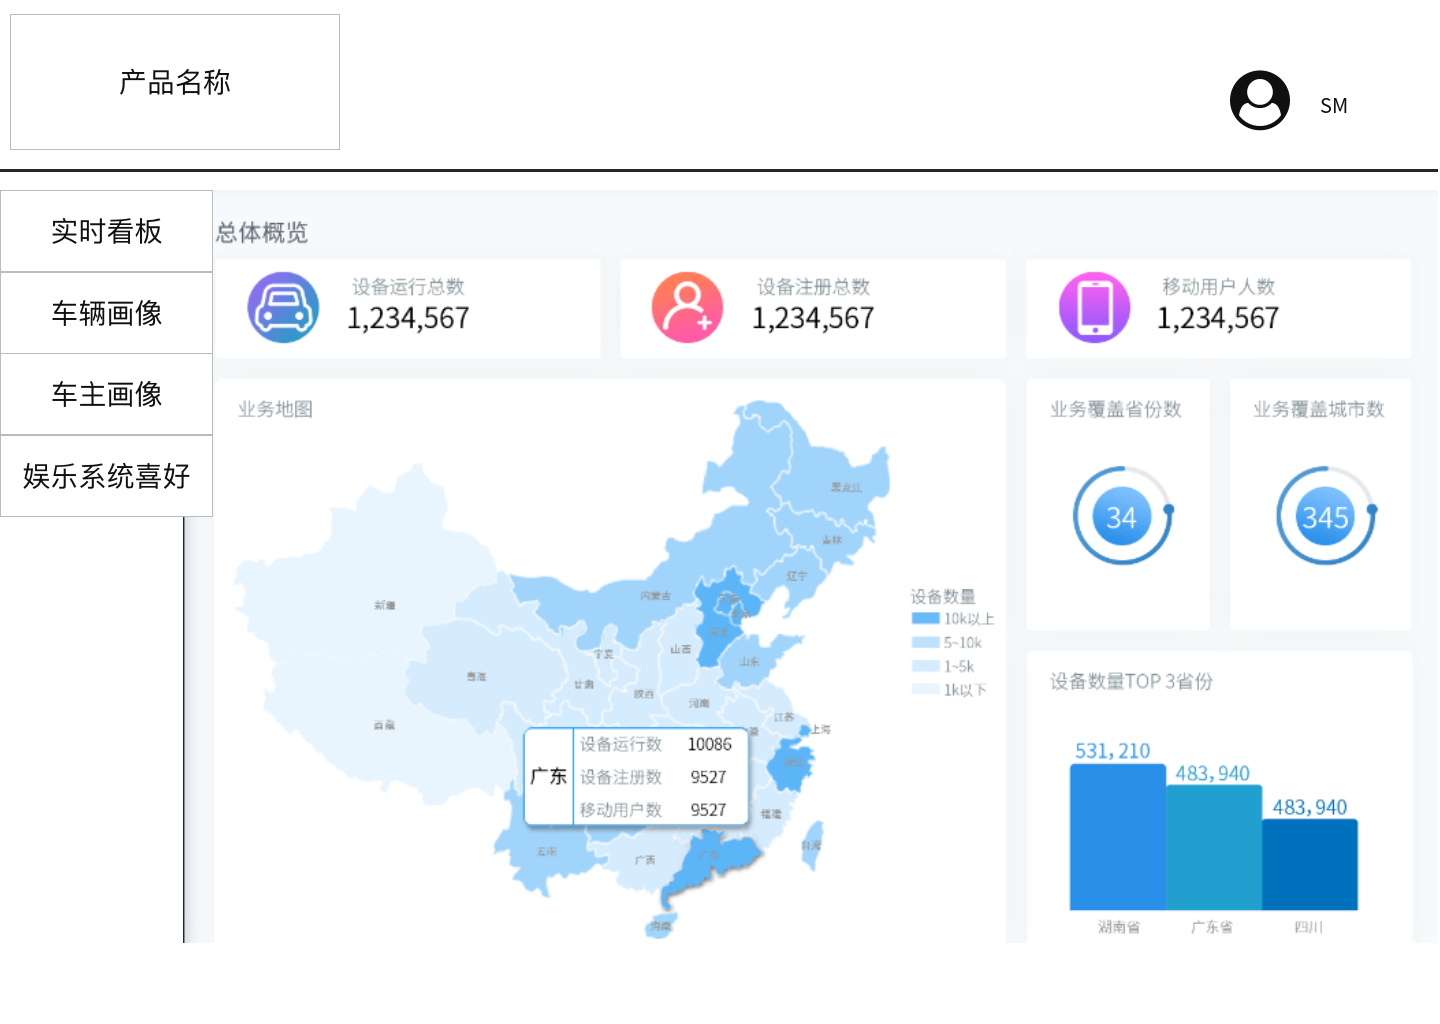 产品名称
SM
实时看板
车辆画像
车主画像
娱乐系统喜好
总体概览
设备运行总数
1,234,567
设备注册总数
1,234,567
移动用户人数
1,234,567
业务地图
黑龙江
吉林
辽宁
内蒙古
新疆
宁夏
山西
山东
青海
甘肃
陕西
河南
西藏
江苏
上海
福建
台湾
云南
广西
海南
广东
设备运行数 10086
设备注册数 9527
移动用户数 9527
设备数量
10k以上
5~10k
1~5k
1k以下
业务覆盖省份数
34
业务覆盖城市数
345
设备数量TOP 3省份
531,210
483,940
483,940
湖南省
广东省
四川